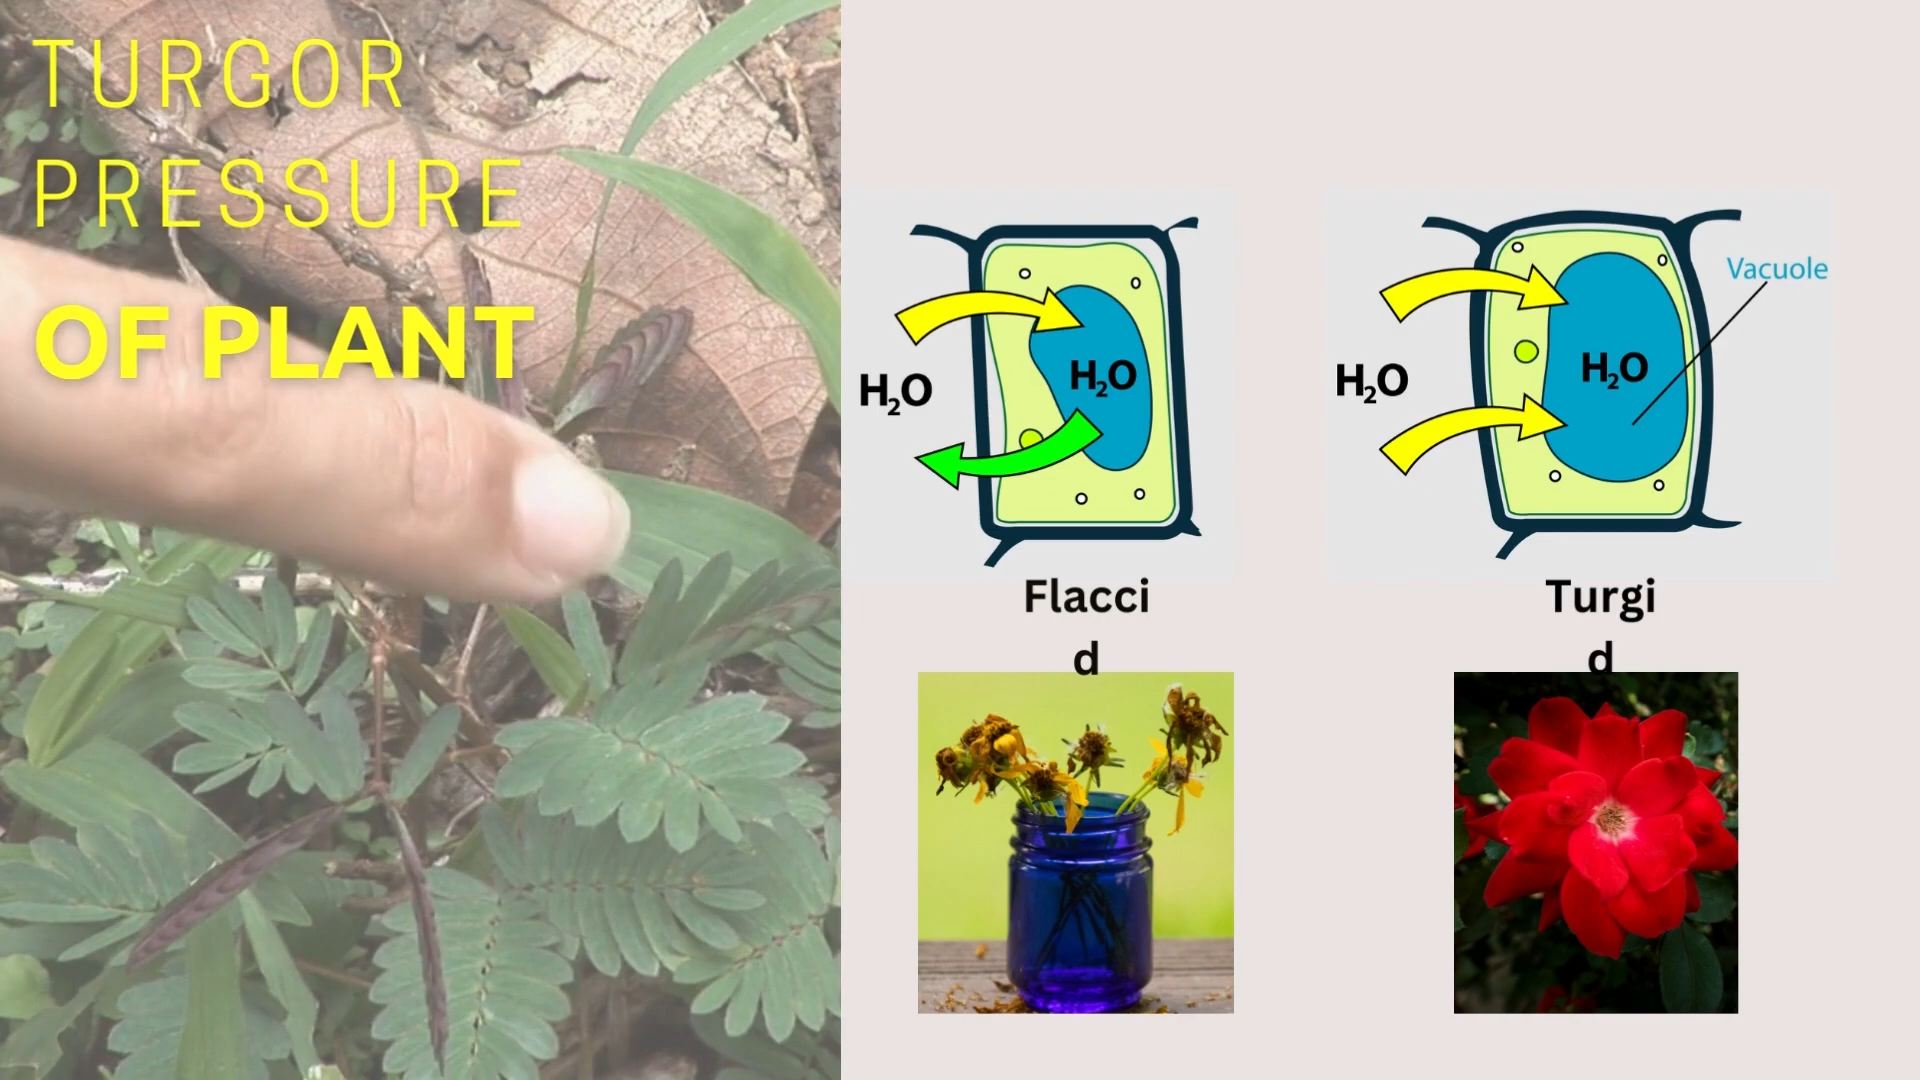 TURGOR
PRESSURE
OF PLANT
H₂O
H₂O
Flacci
d
H₂O
H₂O
Vacuole
Turgi
d